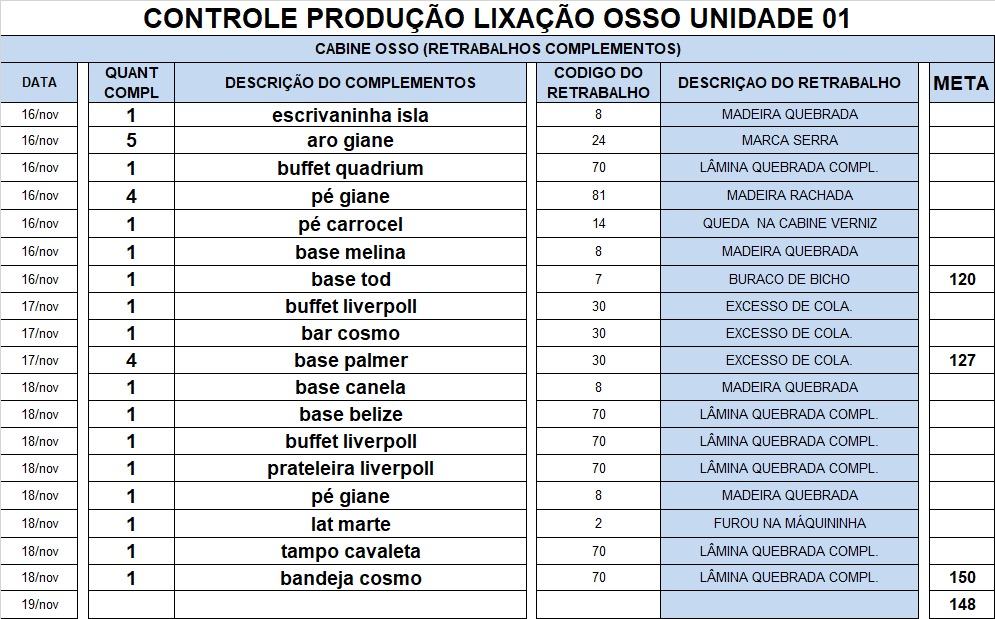 CONTROLE PRODUÇÃO LIXAÇÃO OSSO UNIDADE 01
CABINE OSSO (RETRABALHOS COMPLEMENTOS)
DATA QUANT COMPL DESCRIÇÃO DO COMPLEMENTOS CODIGO DO RETRABALHO DESCRIÇAO DO RETRABALHO META
16/nov 1 escrivaninha isla 8 MADEIRA QUEBRADA
16/nov 5 aro giane 24 MARCA SERRA
16/nov 1 buffet quadrium 70 LÂMINA QUEBRADA COMPL.
16/nov 4 pé giane 81 MADEIRA RACHADA
16/nov 1 pé carrocel 14 QUEDA NA CABINE VERNIZ
16/nov 1 base melina 8 MADEIRA QUEBRADA
16/nov 1 base tod 7 BURACO DE BICHO 120
17/nov 1 buffet liverpoll 30 EXCESSO DE COLA.
17/nov 1 bar cosmo 30 EXCESSO DE COLA.
17/nov 4 base palmer 30 EXCESSO DE COLA. 127
18/nov 1 base canela 8 MADEIRA QUEBRADA
18/nov 1 base belize 70 LÂMINA QUEBRADA COMPL.
18/nov 1 buffet liverpoll 70 LÂMINA QUEBRADA COMPL.
18/nov 1 prateleira liverpoll 70 LÂMINA QUEBRADA COMPL.
18/nov 1 pé giane 8 MADEIRA QUEBRADA
18/nov 1 lat marte 2 FUROU NA MÁQUININHA
18/nov 1 tampo cavaleta 70 LÂMINA QUEBRADA COMPL.
18/nov 1 bandeja cosmo 70 LÂMINA QUEBRADA COMPL. 150
19/nov 148